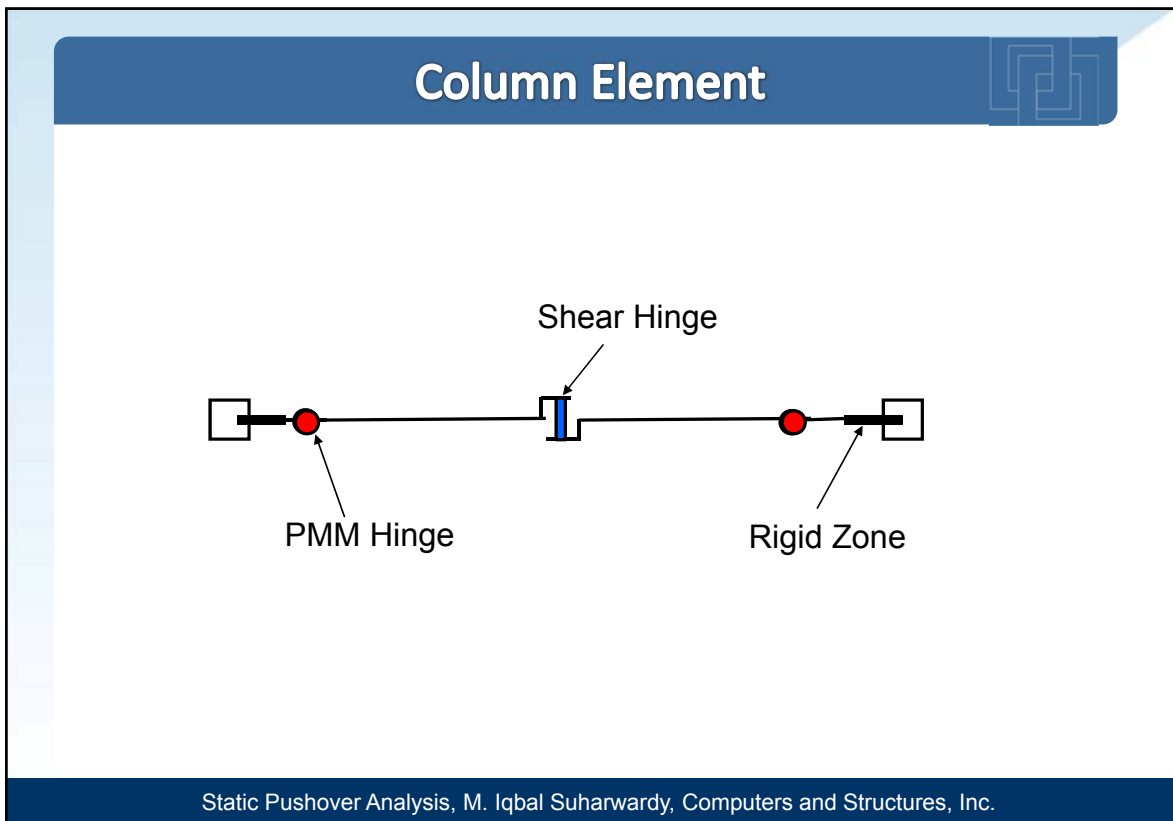 Column Element
Shear Hinge
PMM Hinge
Rigid Zone
Static Pushover Analysis, M. Iqbal Suharwardy, Computers and Structures, Inc.